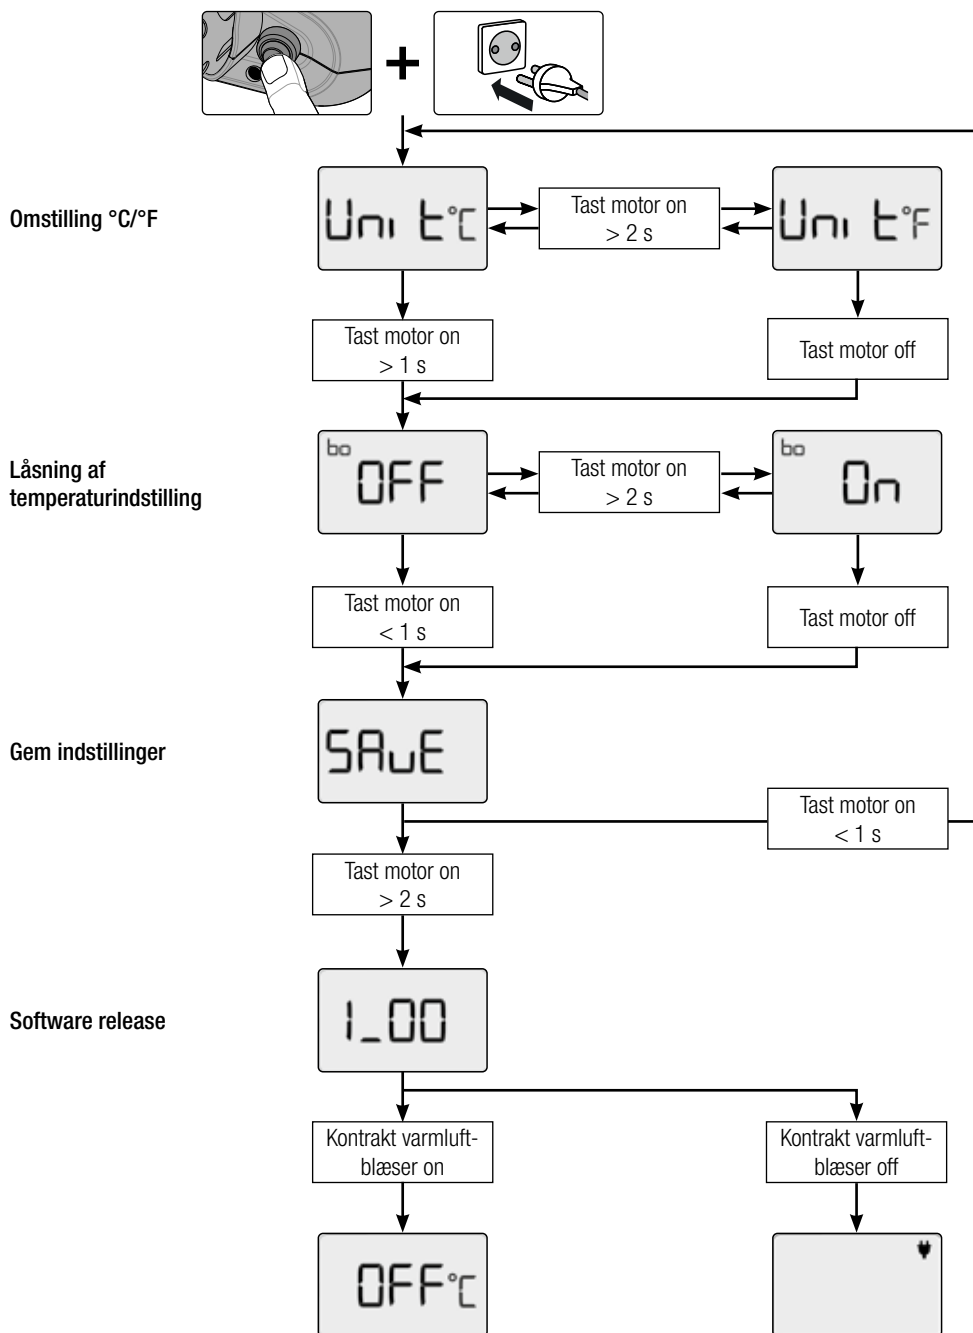 Omstilling °C/°F
Unit°C
Tast motor on
> 2 s
Unit°F
Tast motor on
> 1 s
Tast motor off
Låsning af
temperaturindstilling
bo
OFF
Tast motor on
> 2 s
bo
On
Tast motor on
< 1 s
Tast motor off
Gem indstillinger
SAvE
Tast motor on
< 1 s
Tast motor on
> 2 s
Software release
1_00
Kontrakt varmluft-
blæser on
Kontrakt varmluft-
blæser off
OFF°C